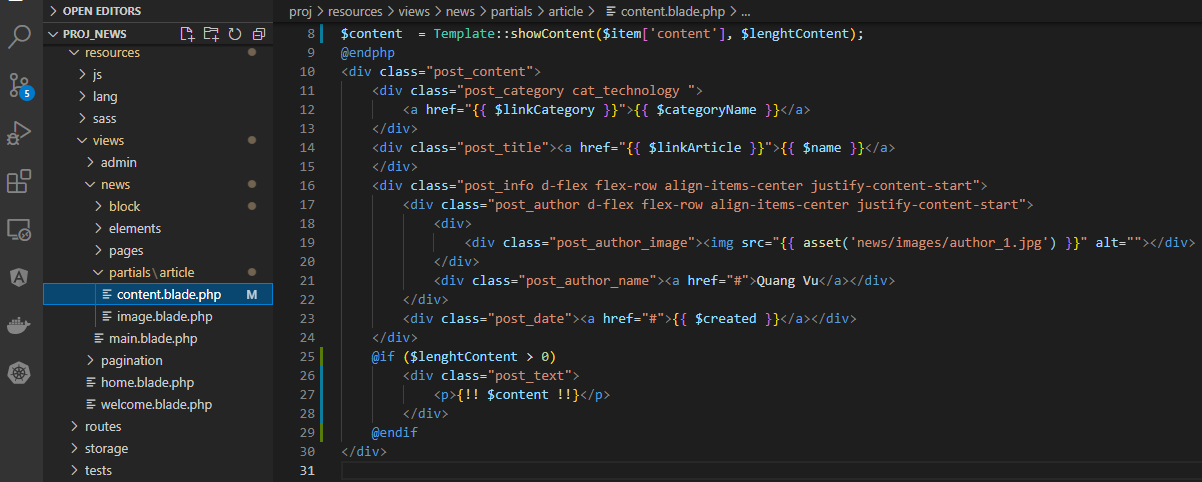 OPEN EDITORS
PROJ_NEWS
resources
js
lang
sass
views
admin
news
block
elements
pages
partials\article
content.blade.php M
image.blade.php
main.blade.php
pagination
home.blade.php
welcome.blade.php
routes
storage
tests
5
proj > resources > views > news > partials > article > content.blade.php > ...
8 $content  = Template::showContent($item['content'], $lenghtContent);
9 @endphp
10 <div class="post_content">
11     <div class="post_category cat_technology ">
12         <a href="{{ $linkCategory }}">{{ $categoryName }}</a>
13     </div>
14     <div class="post_title"><a href="{{ $linkArticle }}">{{ $name }}</a>
15     </div>
16     <div class="post_info d-flex flex-row align-items-center justify-content-start">
17         <div class="post_author d-flex flex-row align-items-center justify-content-start">
18             <div>
19                 <div class="post_author_image"><img src="{{ asset('news/images/author_1.jpg') }}" alt=""></div>
20             </div>
21             <div class="post_author_name"><a href="#">Quang Vu</a></div>
22         </div>
23         <div class="post_date"><a href="#">{{ $created }}</a></div>
24     </div>
25     @if ($lenghtContent > 0)
26         <div class="post_text">
27             <p>{!! $content !!}</p>
28         </div>
29     @endif
30 </div>
31